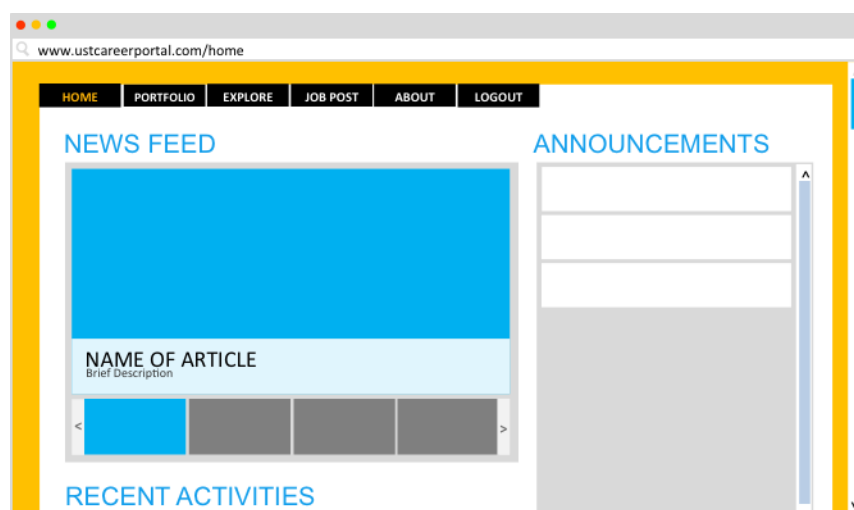 www.ustcareerportal.com/home
HOME PORTFOLIO EXPLORE JOB POST ABOUT LOGOUT
NEWS FEED
NAME OF ARTICLE
Brief Description
< >
RECENT ACTIVITIES
ANNOUNCEMENTS